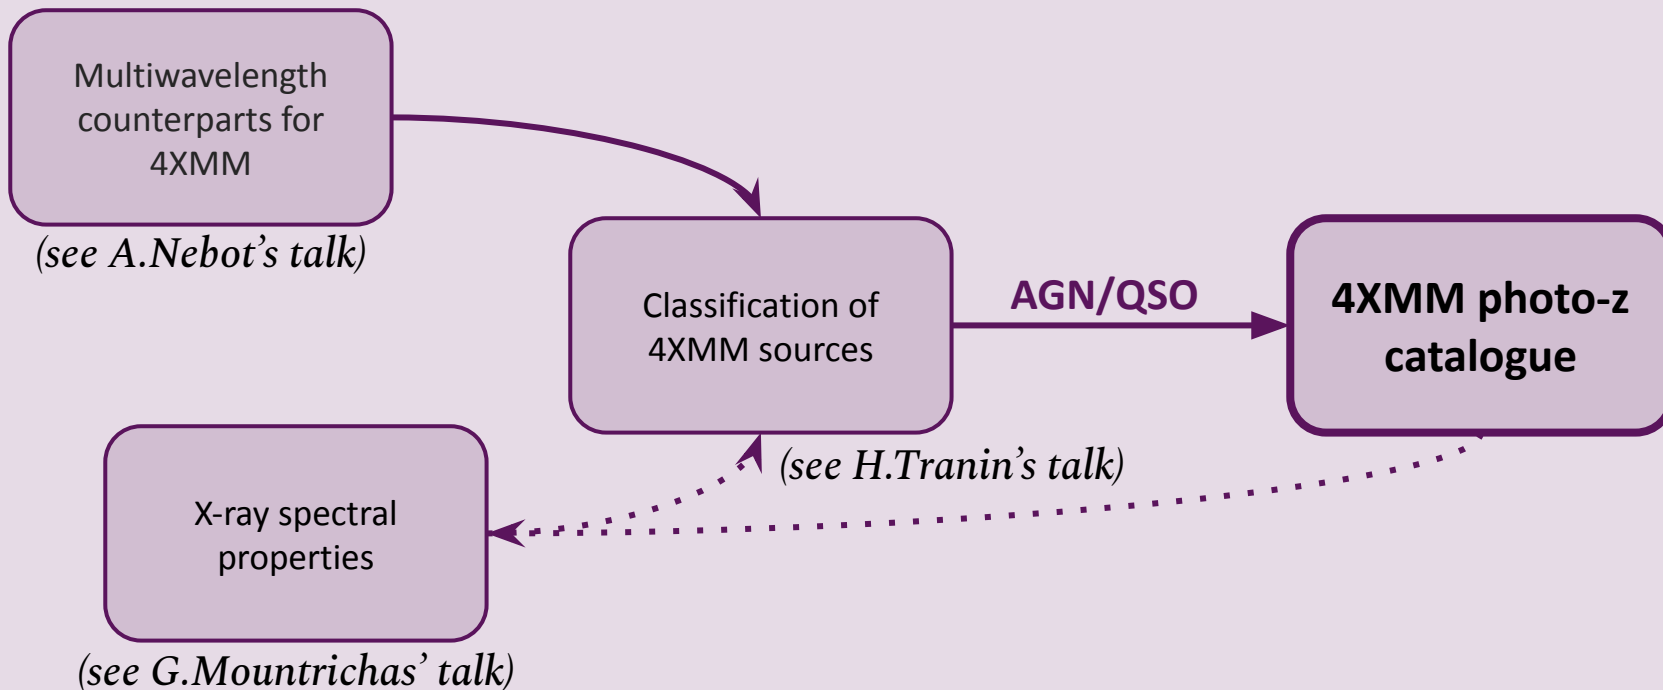 Multiwavelength
counterparts for
4XMM
(see A.Nebot’s talk)
Classification of
4XMM sources
(see H.Tranin’s talk)
AGN/QSO
4XMM photo-z
catalogue
X-ray spectral
properties
(see G.Mountrichas’ talk)